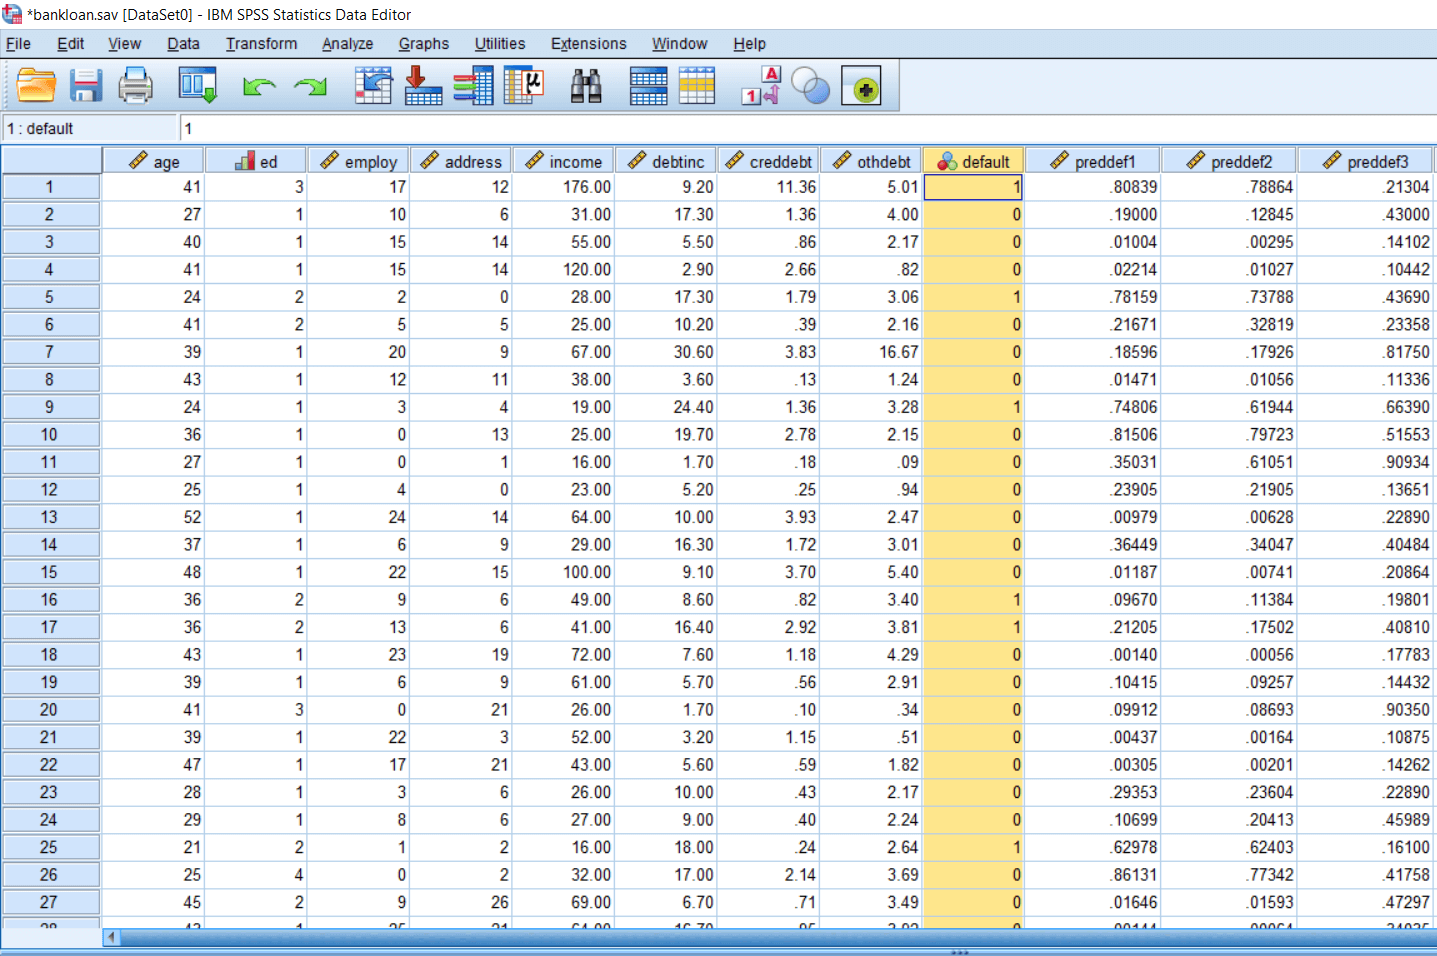 *bankloan.sav [DataSet0] - IBM SPSS Statistics Data Editor
File Edit View Data Transform Analyze Graphs Utilities Extensions Window Help
1 : default 1
age ed employ address income debtinc creddebt othdebt default preddef1 preddef2 preddef3
1 41 3 17 12 176.00 9.20 11.36 5.01 1 .80839 .78864 .21304
2 27 1 10 6 31.00 17.30 1.36 4.00 0 .19000 .12845 .43000
3 40 1 15 14 55.00 5.50 .86 2.17 0 .01004 .00295 .14102
4 41 1 15 14 120.00 2.90 2.66 .82 0 .02214 .01027 .10442
5 24 2 2 0 28.00 17.30 1.79 3.06 1 .78159 .73788 .43690
6 41 2 5 5 25.00 10.20 .39 2.16 0 .21671 .32819 .23358
7 39 1 20 9 67.00 30.60 3.83 16.67 0 .18596 .17926 .81750
8 43 1 12 11 38.00 3.60 .13 1.24 0 .01471 .01056 .11336
9 24 1 3 4 19.00 24.40 1.36 3.28 1 .74806 .61944 .66390
10 36 1 0 13 25.00 19.70 2.78 2.15 0 .81506 .79723 .51553
11 27 1 0 1 16.00 1.70 .18 .09 0 .35031 .61051 .90934
12 25 1 4 0 23.00 5.20 .25 .94 0 .23905 .21905 .13651
13 52 1 24 14 64.00 10.00 3.93 2.47 0 .00979 .00628 .22890
14 37 1 6 9 29.00 16.30 1.72 3.01 0 .36449 .34047 .40484
15 48 1 22 15 100.00 9.10 3.70 5.40 0 .01187 .00741 .20864
16 36 2 9 6 49.00 8.60 .82 3.40 1 .09670 .11384 .19801
17 36 2 13 6 41.00 16.40 2.92 3.81 1 .21205 .17502 .40810
18 43 1 23 19 72.00 7.60 1.18 4.29 0 .00140 .00056 .17783
19 39 1 6 9 61.00 5.70 .56 2.91 0 .10415 .09257 .14432
20 41 3 0 21 26.00 1.70 .10 .34 0 .09912 .08693 .90350
21 39 1 22 3 52.00 3.20 1.15 .51 0 .00437 .00164 .10875
22 47 1 17 21 43.00 5.60 .59 1.82 0 .00305 .00201 .14262
23 28 1 3 6 26.00 10.00 .43 2.17 0 .29353 .23604 .22890
24 29 1 8 6 27.00 9.00 .40 2.24 0 .10699 .20413 .45989
25 21 2 1 2 16.00 18.00 .24 2.64 1 .62978 .62403 .16100
26 25 4 0 2 32.00 17.00 2.14 3.69 0 .86131 .77342 .41758
27 45 2 9 26 69.00 6.70 .71 3.49 0 .01646 .01593 .47297